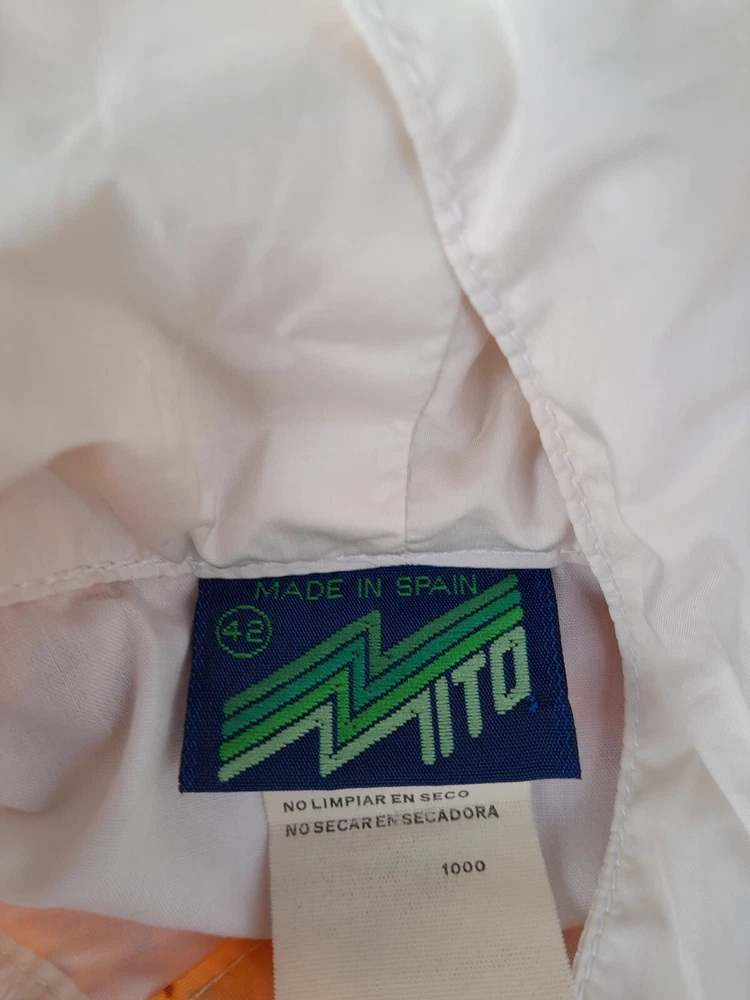 MADE IN SPAIN
42
MITO
NO LIMPIAR EN SECO
NO SECAR EN SECADORA
1000